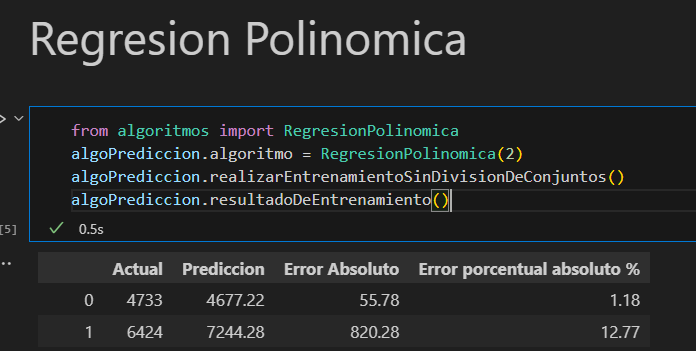 Regresion Polinomica
from algoritmos import RegresionPolinomica
algoPrediccion.algoritmo = RegresionPolinomica(2)
algoPrediccion.realizarEntrenamientoSinDivisionDeConjuntos()
algoPrediccion.resultadoDeEntrenamiento()
[5]
0.5s
Actual Prediccion Error Absoluto Error porcentual absoluto %
0 4733 4677.22 55.78 1.18
1 6424 7244.28 820.28 12.77